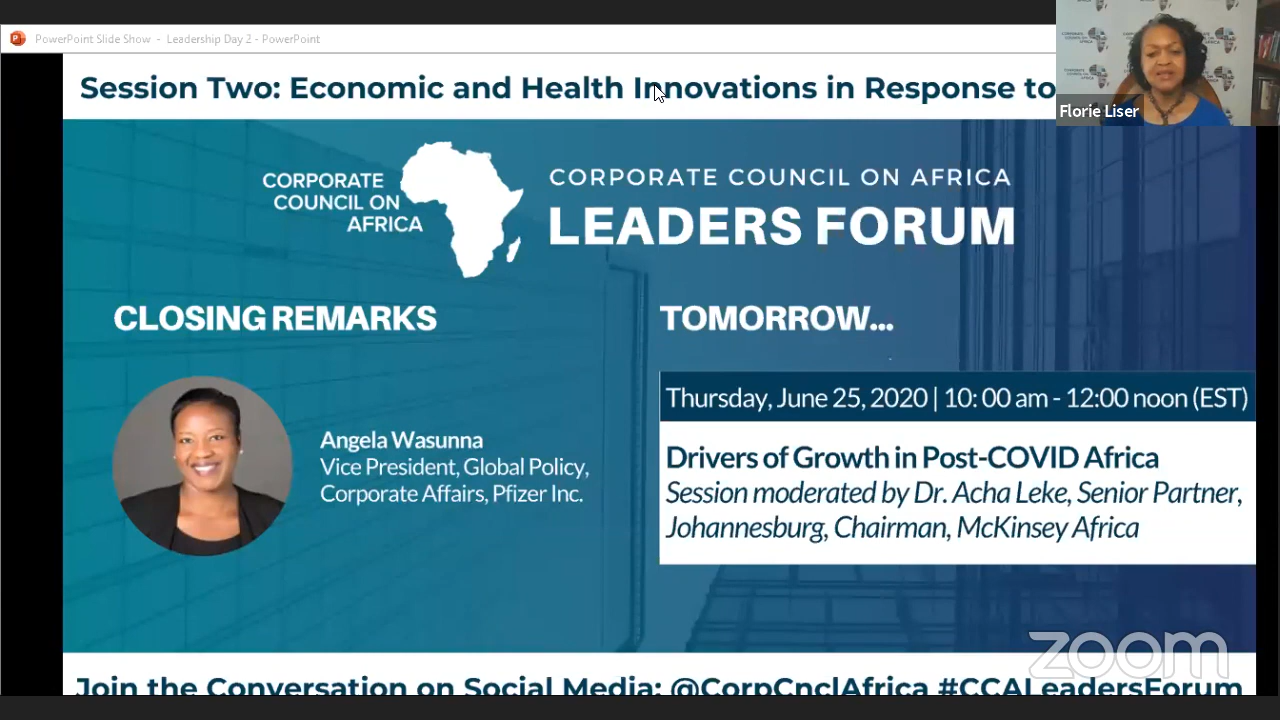 PowerPoint Slide Show - Leadership Day 2 - PowerPoint
Session Two: Economic and Health Innovations in Response to
Florie Liser
CORPORATE
COUNCIL ON
AFRICA
CORPORATE COUNCIL ON AFRICA
LEADERS FORUM
CLOSING REMARKS
Angela Wasunna
Vice President, Global Policy,
Corporate Affairs, Pfizer Inc.
TOMORROW...
Thursday, June 25, 2020 | 10: 00 am - 12:00 noon (EST)
Drivers of Growth in Post-COVID Africa
Session moderated by Dr. Acha Leke, Senior Partner,
Johannesburg, Chairman, McKinsey Africa
zoom
Join the Conversation on Social Media: @CorpCnclAfrica #CCALeadersForum